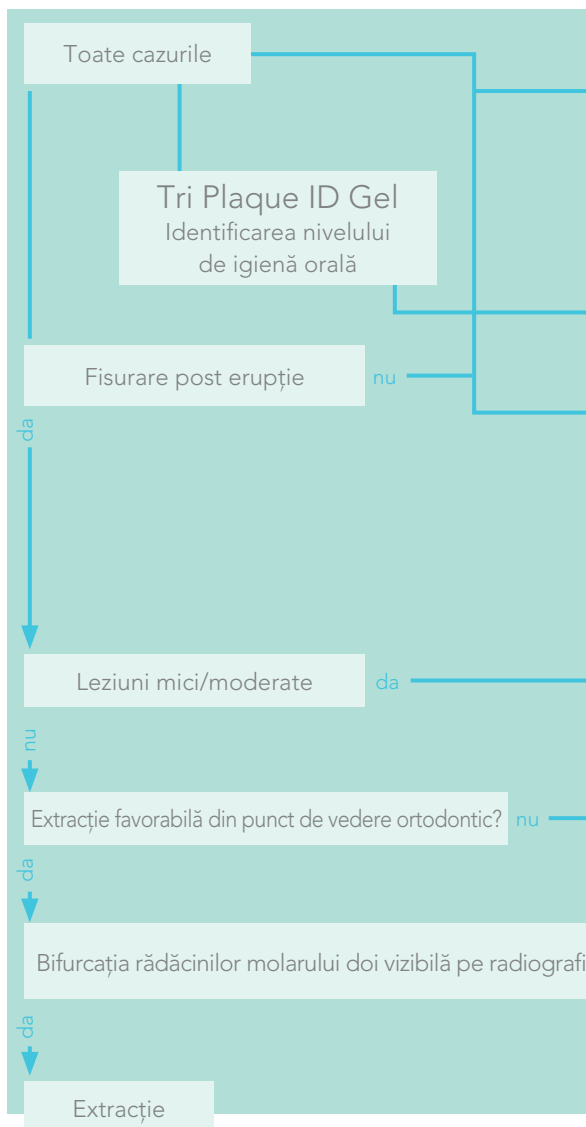 Toate cazurile
Tri Plaque ID Gel
Identificarea nivelului
de igienă orală
Fisurare post erupție
nu
da
Leziuni mici/moderate
da
nu
Extracție favorabilă din punct de vedere ortodontic?
nu
da
Bifurcația rădăcinilor molarului doi vizibilă pe radiografi
da
Extracție